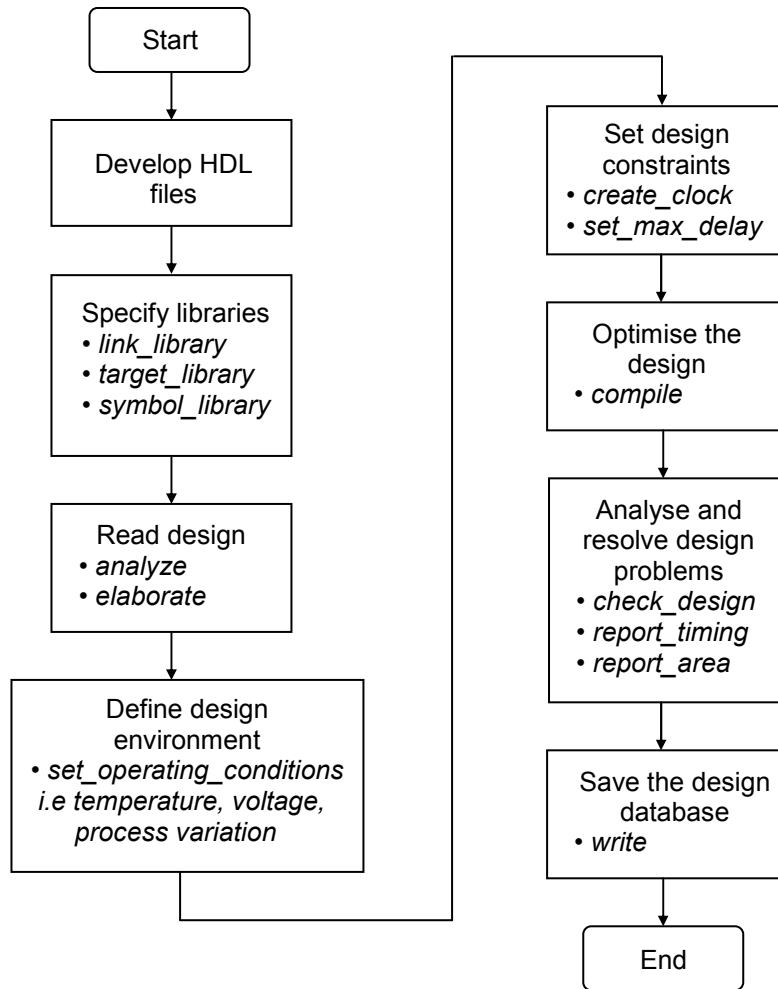 Start
Develop HDL
files
Specify libraries
• link_library
• target_library
• symbol_library
Read design
• analyze
• elaborate
Define design
environment
• set_operating_conditions
i.e temperature, voltage,
process variation
Set design
constraints
• create_clock
• set_max_delay
Optimise the
design
• compile
Analyse and
resolve design
problems
• check_design
• report_timing
• report_area
Save the design
database
• write
End